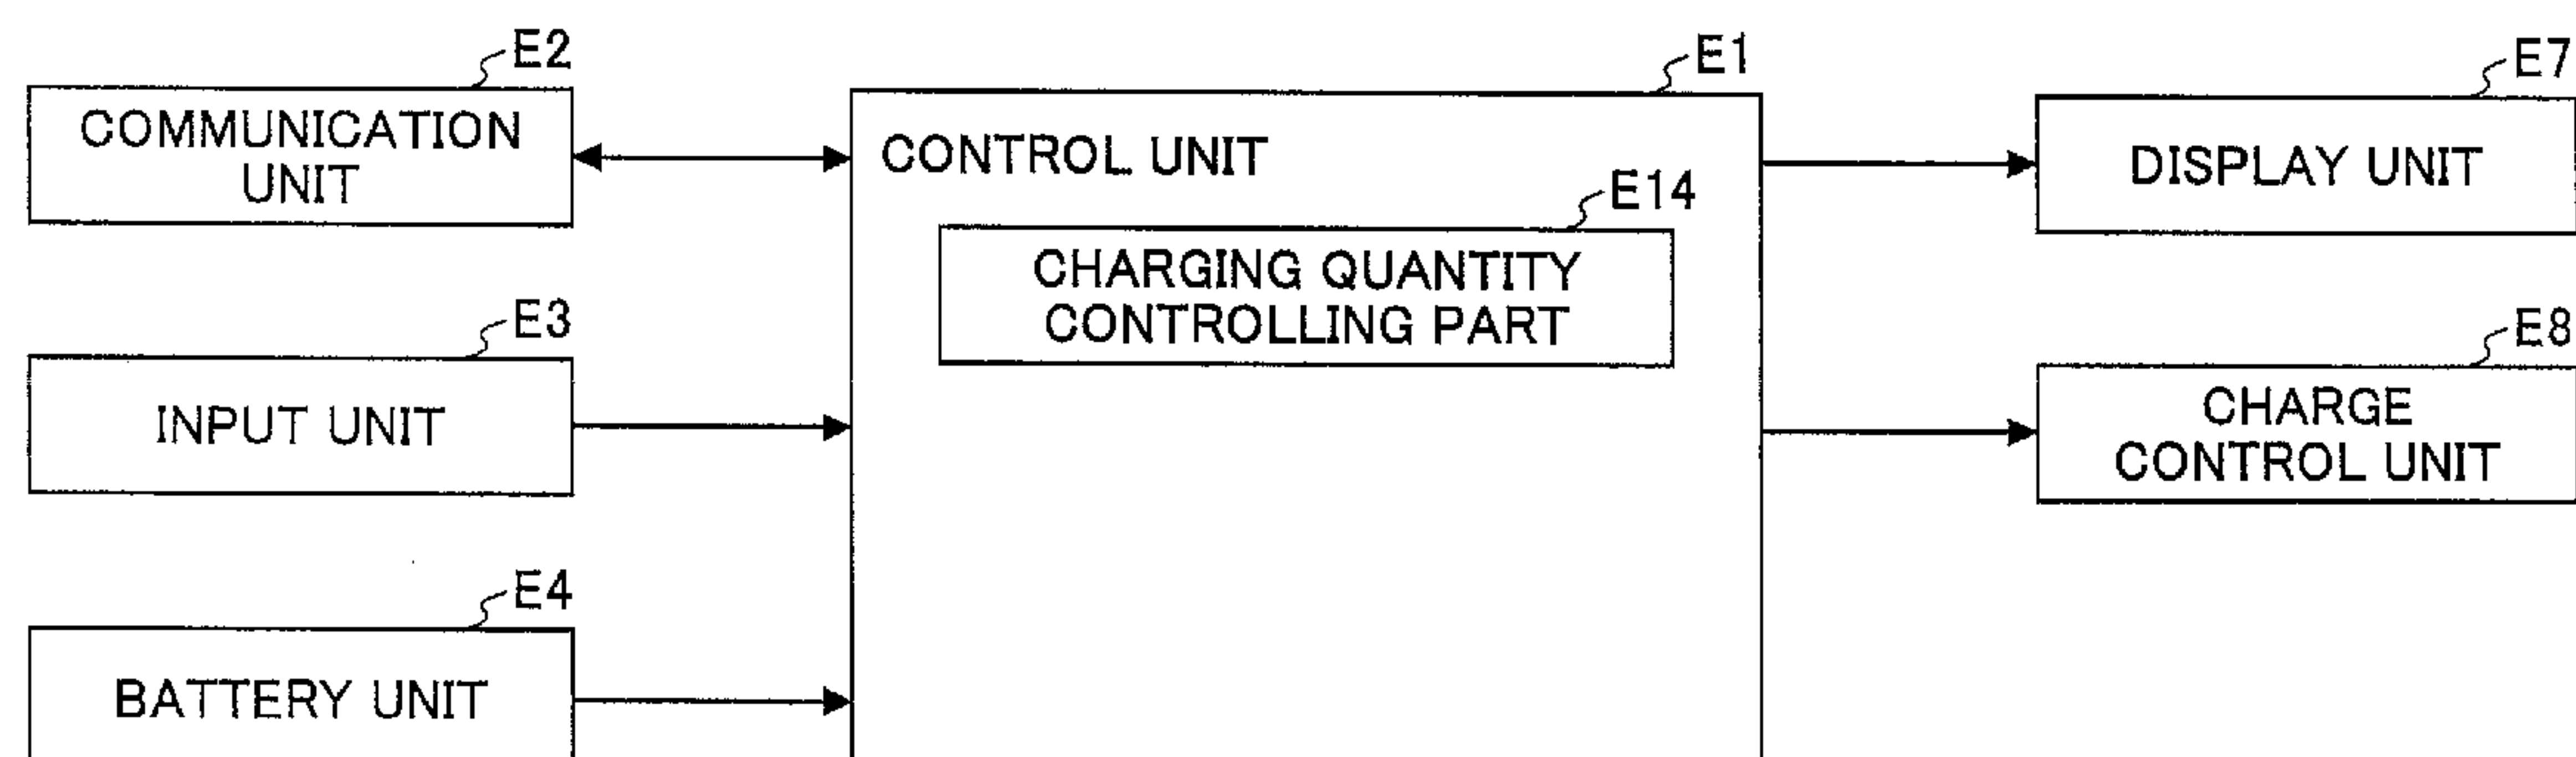 E2
COMMUNICATION
UNIT
E3
INPUT UNIT
E4
BATTERY UNIT
E1
CONTROL UNIT
E14
CHARGING QUANTITY
CONTROLLING PART
E7
DISPLAY UNIT
E8
CHARGE
CONTROL UNIT